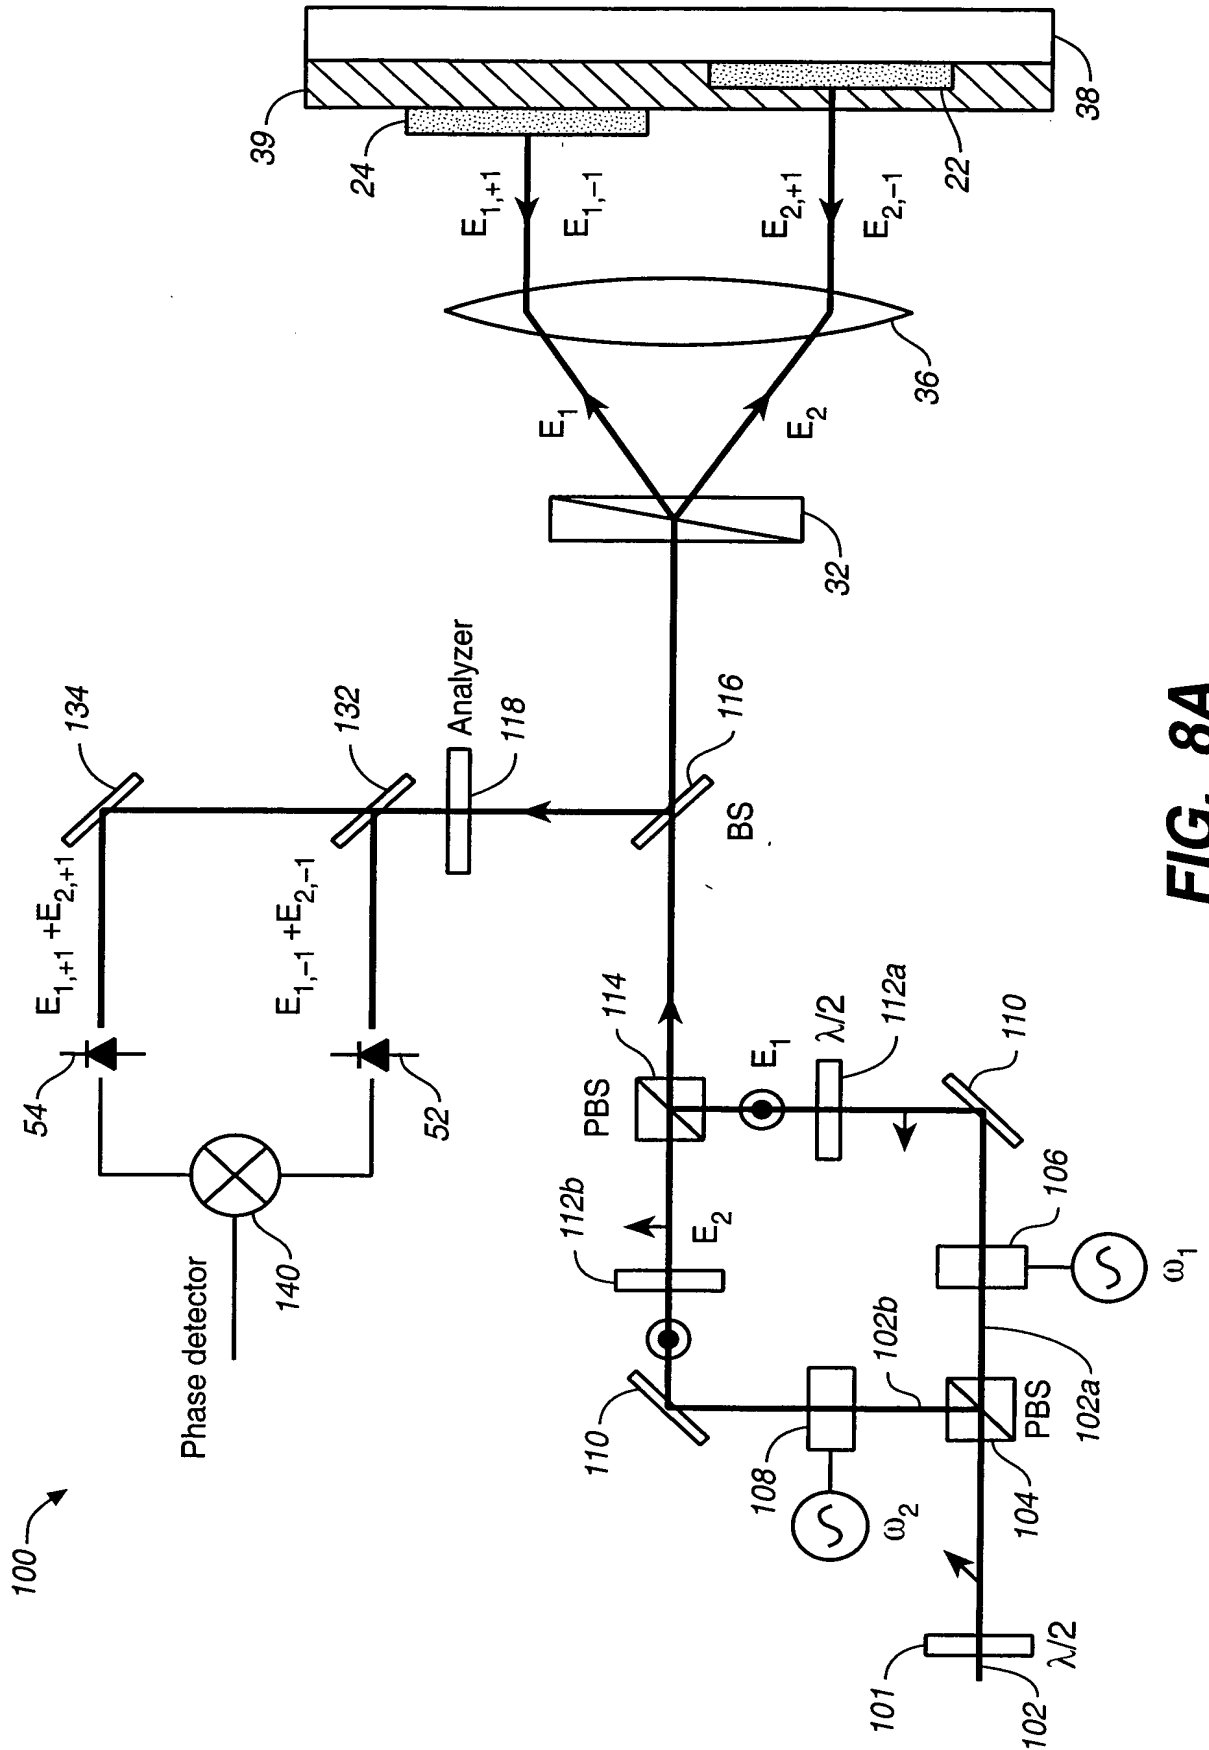 39
24
E1,+1
E1,−1
E2,+1
E2,−1
22
38
36
E1
E2
32
134
132
Analyzer
118
116
BS
E1,+1 +E2,+1
E1,−1 +E2,−1
54
52
Phase detector
140
114
PBS
E1
λ/2
112a
110
112b
E2
106
ω1
110
102b
108
ω2
PBS
102a
104
100
101
λ/2
102
FIG. 8A